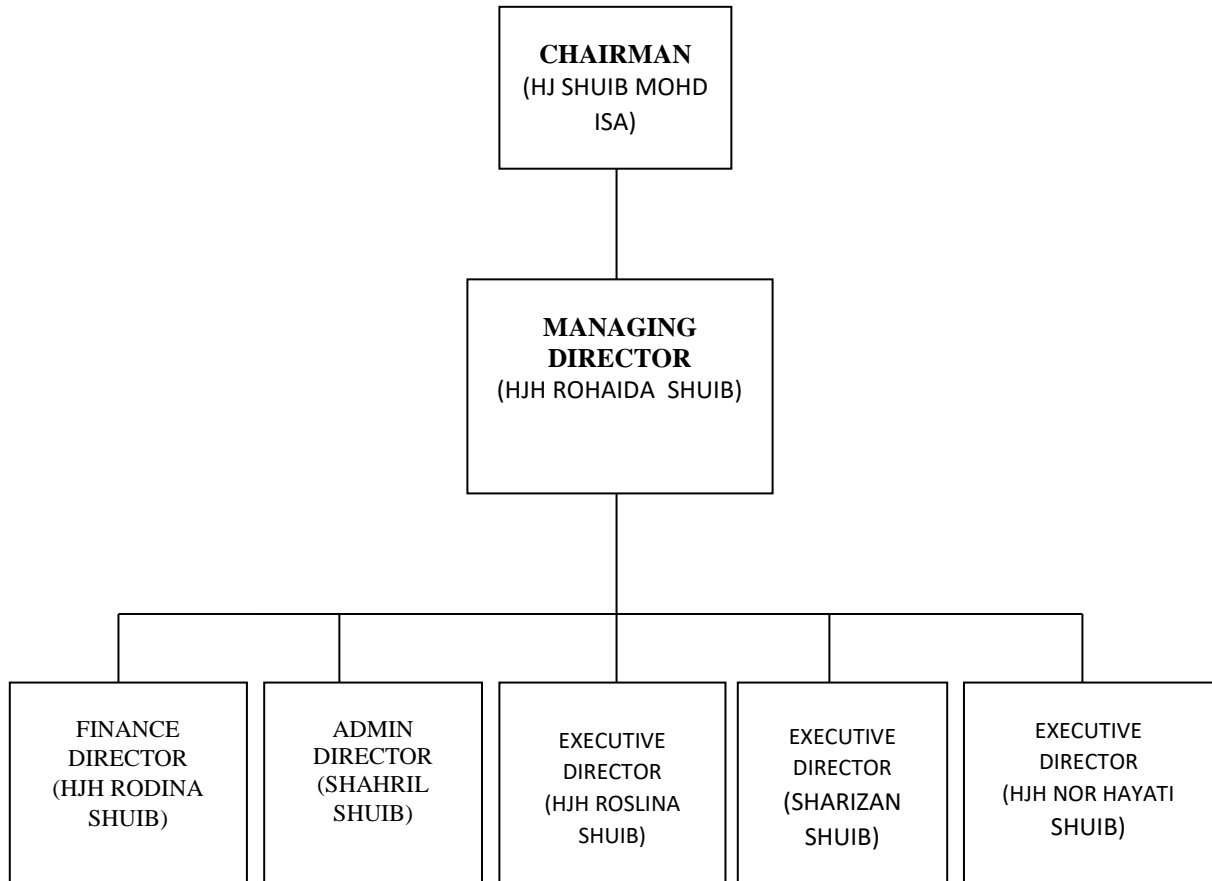 CHAIRMAN
(HJ SHUIB MOHD
ISA)
MANAGING
DIRECTOR
(HJH ROHAIDA  SHUIB)
FINANCE
DIRECTOR
(HJH RODINA
SHUIB)
ADMIN
DIRECTOR
(SHAHRIL
SHUIB)
EXECUTIVE
DIRECTOR
(HJH ROSLINA
SHUIB)
EXECUTIVE
DIRECTOR
(SHARIZAN
SHUIB)
EXECUTIVE
DIRECTOR
(HJH NOR HAYATI
SHUIB)